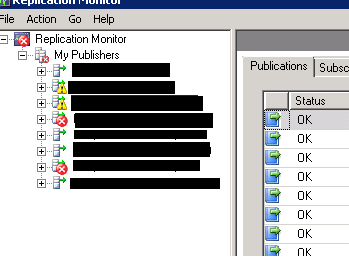 Replication Monitor
File Action Go Help
Replication Monitor
My Publishers
Publications Subsc
Status
OK
OK
OK
OK
OK
OK
OK
OK